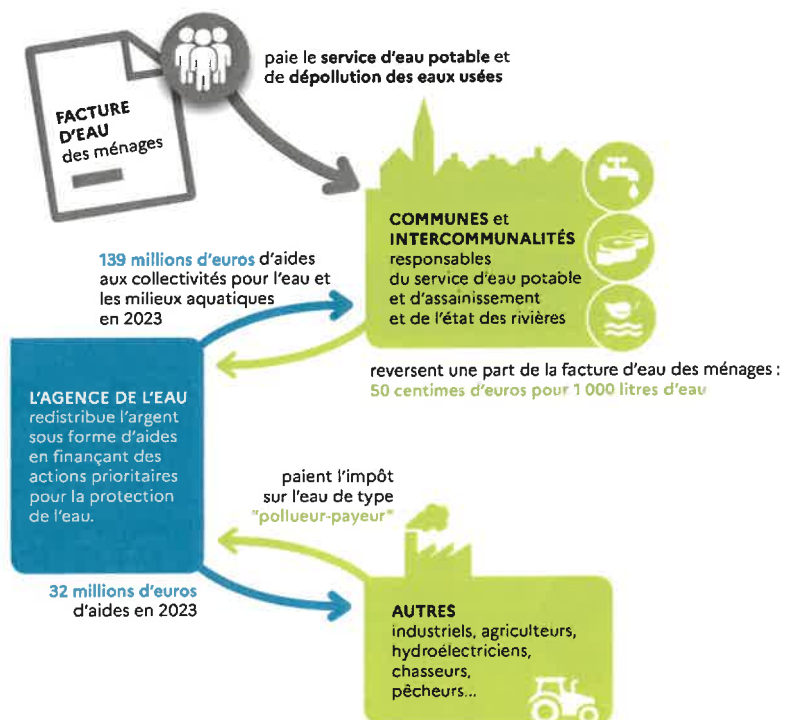 paie le service d'eau potable et
de dépollution des eaux usées
FACTURE
D'EAU
des ménages
COMMUNES et
INTERCOMMUNALITÉS
responsables
du service d'eau potable
et d'assainissement
et de l'état des rivières
139 millions d'euros d'aides
aux collectivités pour l'eau et
les milieux aquatiques
en 2023
reversent une part de la facture d'eau des ménages :
50 centimes d'euros pour 1 000 litres d'eau
L'AGENCE DE L'EAU
redistribue l'argent
sous forme d'aides
en finançant des
actions prioritaires
pour la protection
de l'eau.
paient l'impôt
sur l'eau de type
"pollueur-payeur"
32 millions d'euros
d'aides en 2023
AUTRES
industriels, agriculteurs,
hydroélectriciens,
chasseurs,
pêcheurs...